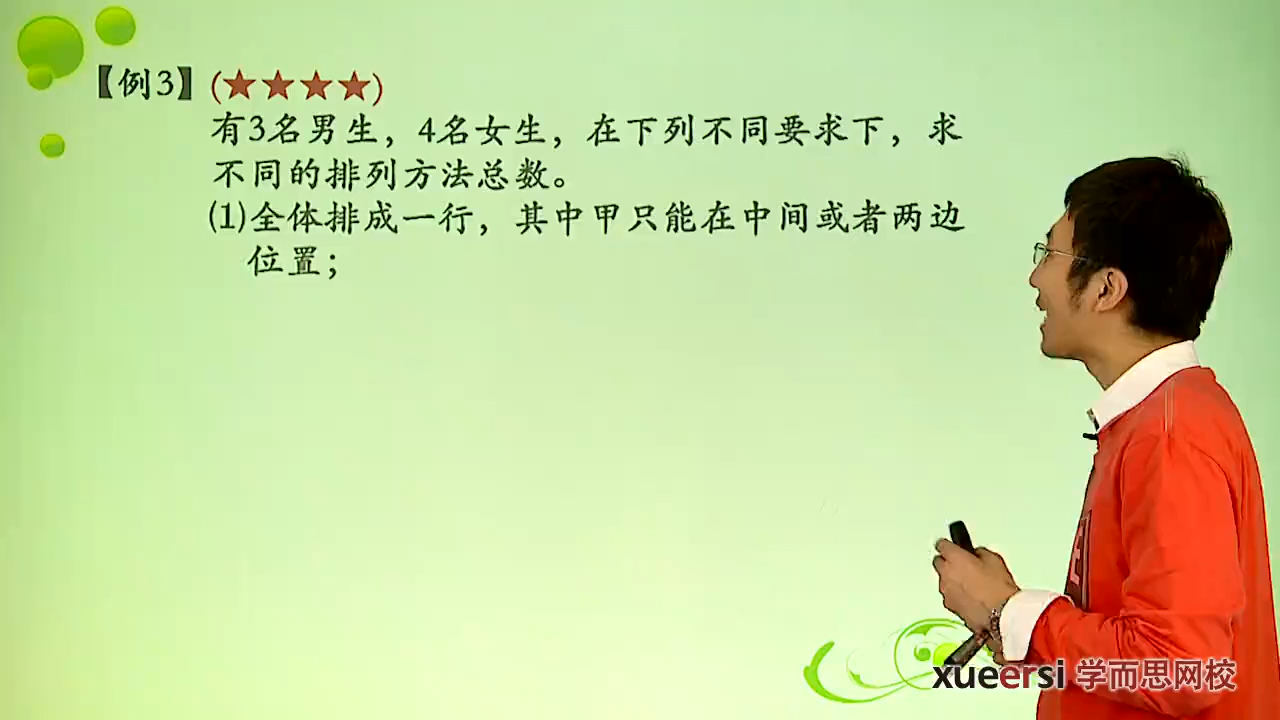 【例3】(★★★★)
有3名男生，4名女生，在下列不同要求下，求
不同的排列方法总数。
(1)全体排成一行，其中甲只能在中间或者两边
位置；
E
xueersi 学而思网校